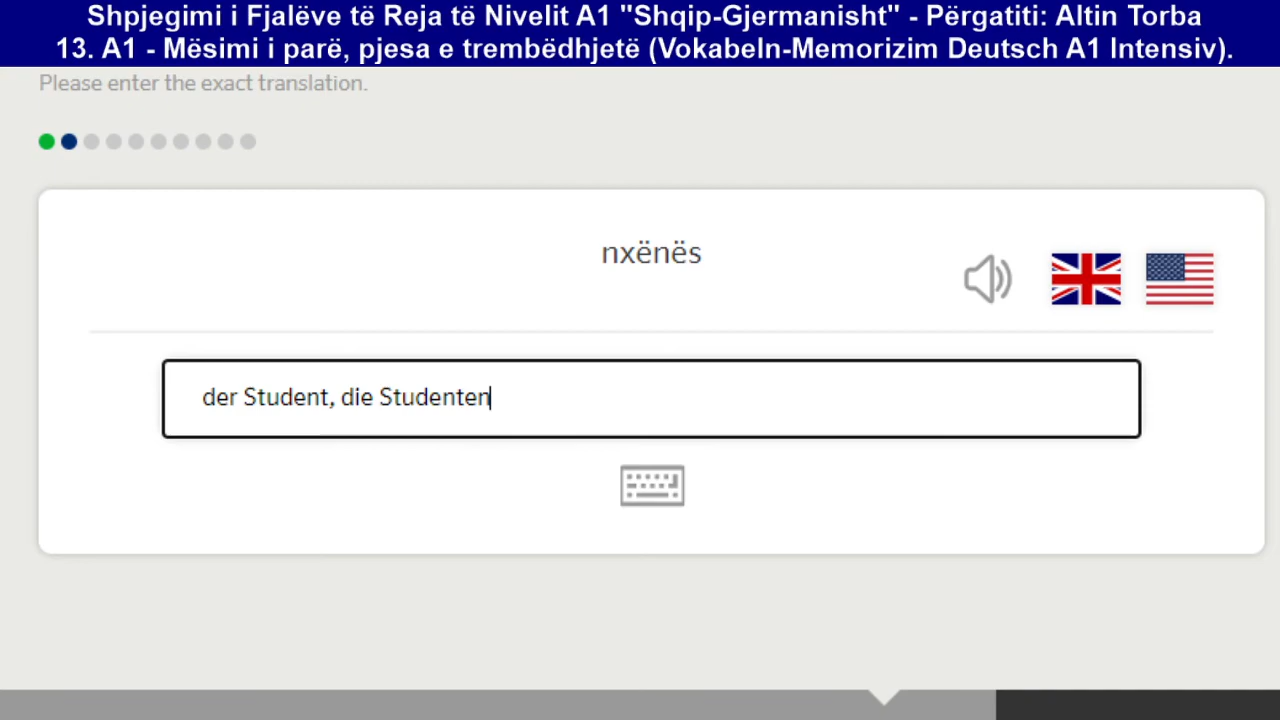 Shpjegimi i Fjalëve të Reja të Nivelit A1 "Shqip-Gjermanisht" - Përgatiti: Altin Torba
13. A1 - Mësimi i parë, pjesa e trembëdhjetë (Vokabeln-Memorizim Deutsch A1 Intensiv).
Please enter the exact translation.
nxënës
der Student, die Studenten